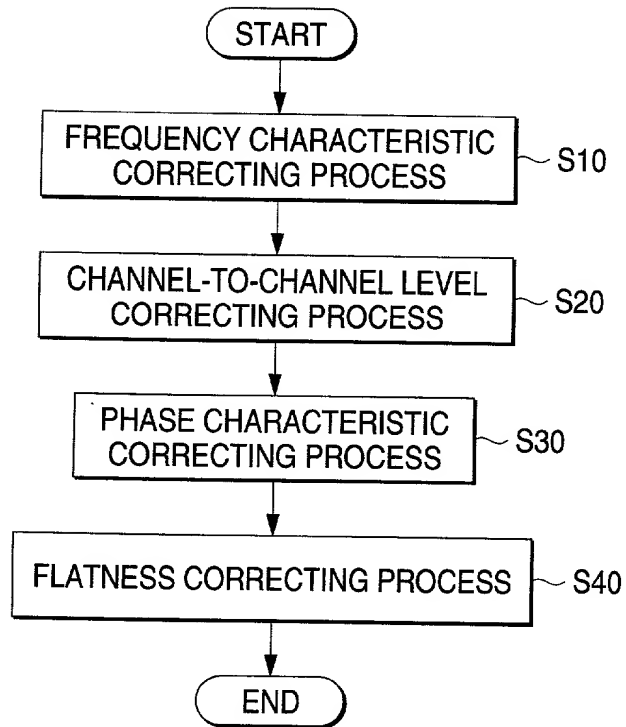 START
FREQUENCY CHARACTERISTIC
CORRECTING PROCESS
S10
CHANNEL-TO-CHANNEL LEVEL
CORRECTING PROCESS
S20
PHASE CHARACTERISTIC
CORRECTING PROCESS
S30
FLATNESS CORRECTING PROCESS
S40
END